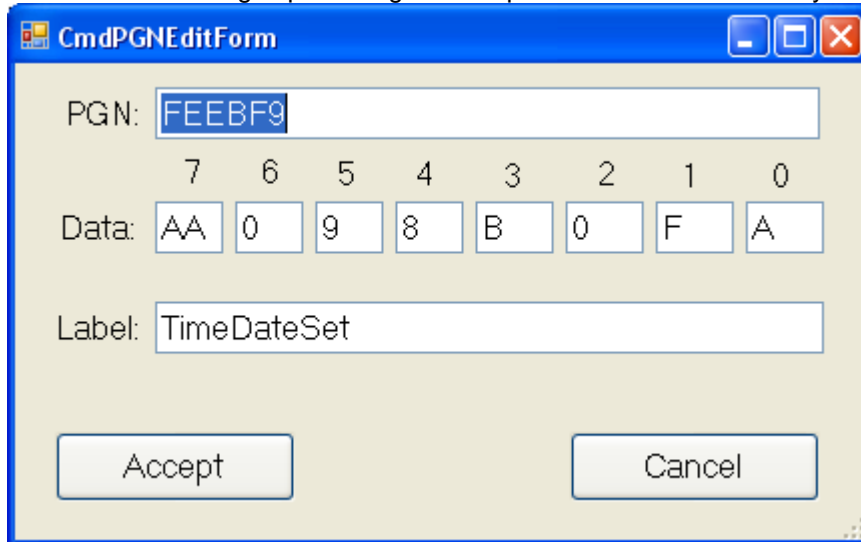 CmdPGNEditForm
PGN: FEEBF9
7 6 5 4 3 2 1 0
Data: AA 0 9 8 B 0 F A
Label: TimeDateSet
Accept Cancel